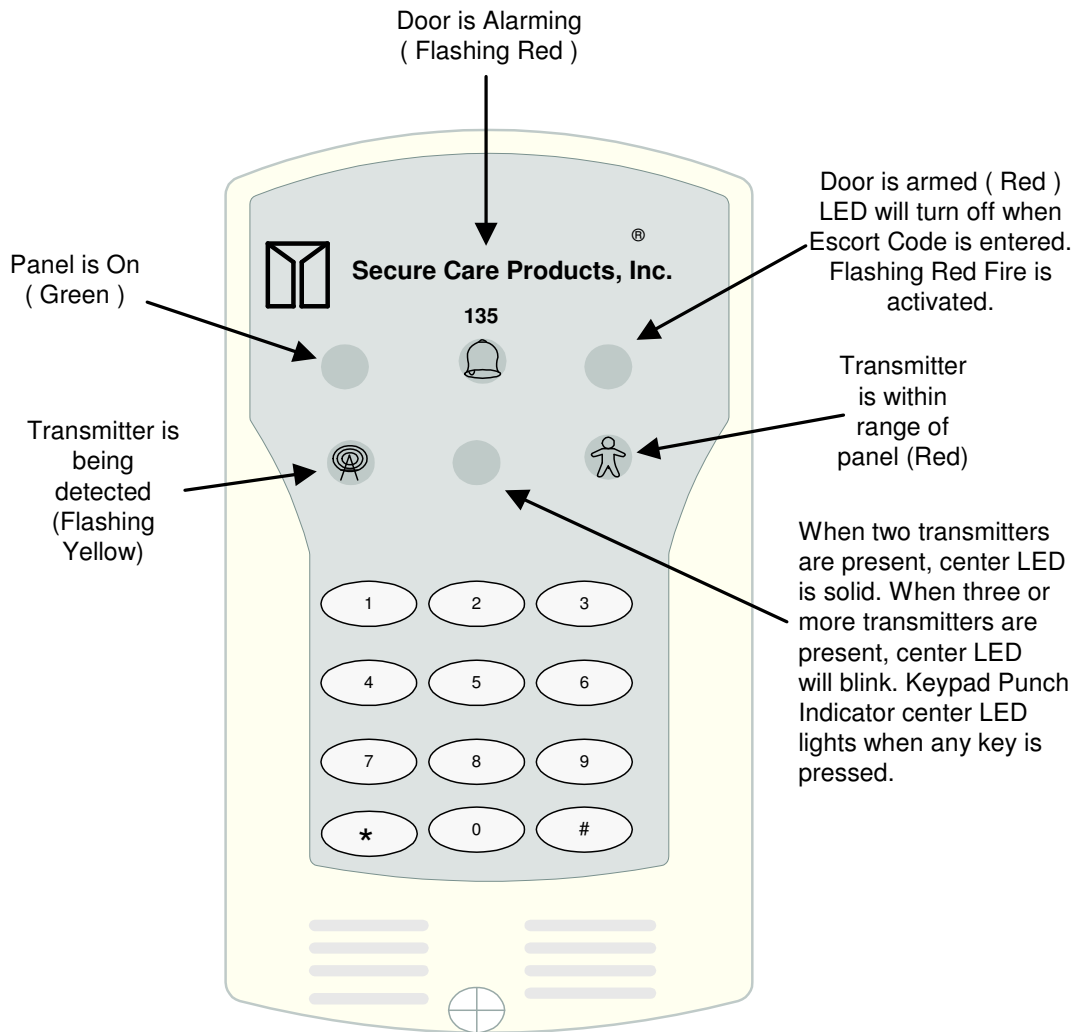 Door is Alarming
( Flashing Red )
Door is armed ( Red )
LED will turn off when
Escort Code is entered.
Flashing Red Fire is
activated.
Panel is On
( Green )
®
Secure Care Products, Inc.
135
Transmitter
is within
range of
panel (Red)
Transmitter is
being
detected
(Flashing
Yellow)
When two transmitters
are present, center LED
is solid. When three or
more transmitters are
present, center LED
will blink. Keypad Punch
Indicator center LED
lights when any key is
pressed.
1 2 3
4 5 6
7 8 9
* 0 #